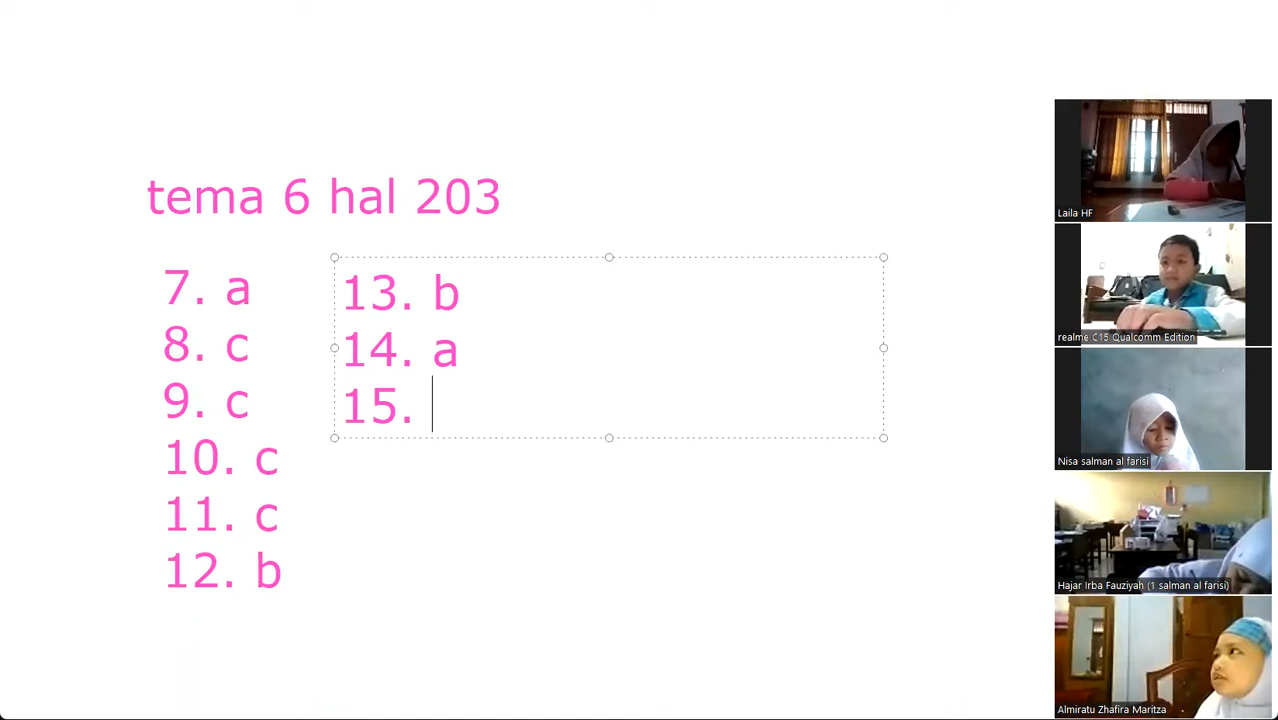 tema 6 hal 203
7. a
8. c
9. c
10. c
11. c
12. b
13. b
14. a
15.
Laila HF
realme C15 Qualcomm Edition
Nisa salman al farisi
Hajar Irba Fauziyah (1 salman al farisi)
Almiratu Zhafira Maritza